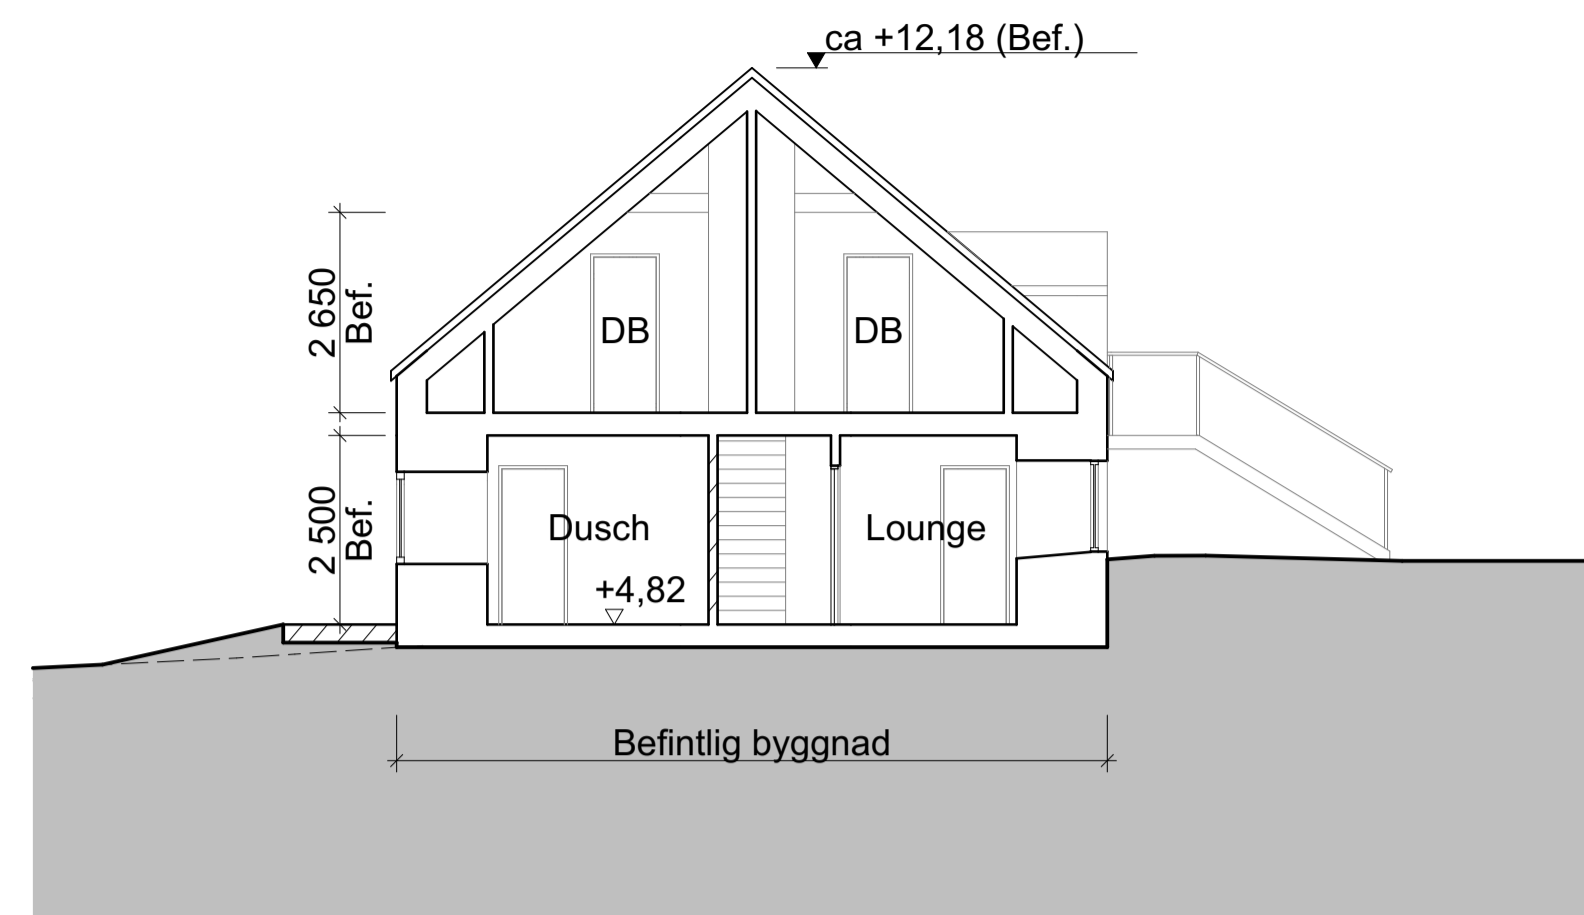 ca +12,18 (Bef.)
2 650
Bef.
DB
DB
2 500
Bef.
Dusch
Lounge
+4,82
Befintlig byggnad